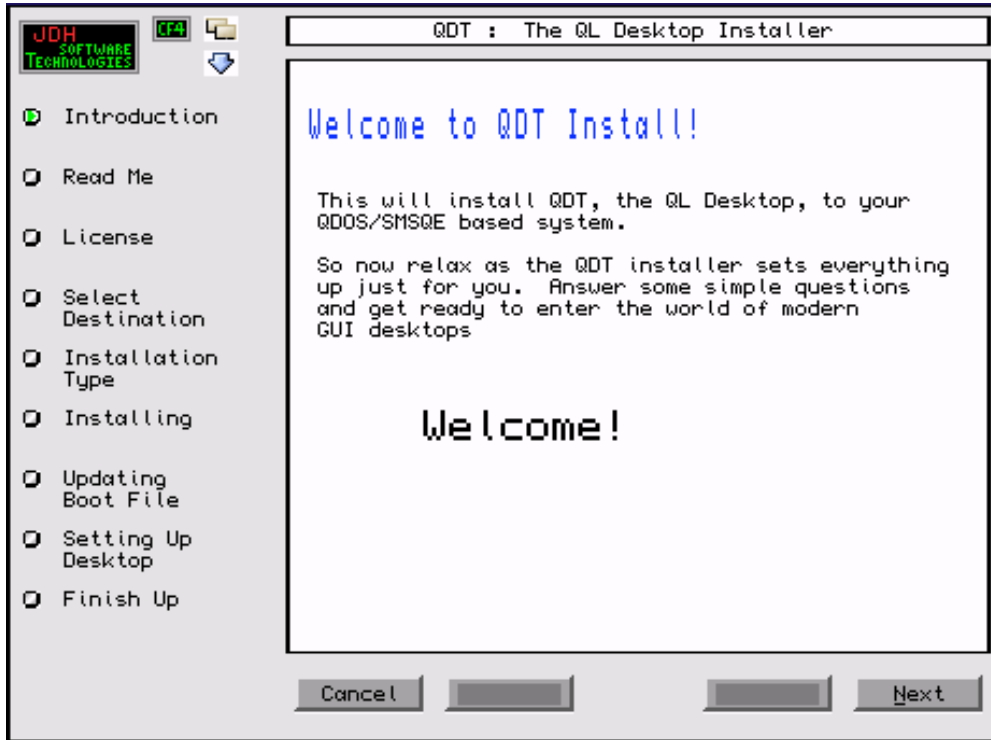 JDH
SOFTWARE
TECHNOLOGIES
CF4
QDT : The QL Desktop Installer
Introduction
Read Me
License
Select
Destination
Installation
Type
Installing
Updating
Boot File
Setting Up
Desktop
Finish Up
Welcome to QDT Install!
This will install QDT, the QL Desktop, to your
QDOS/SMSQE based system.
So now relax as the QDT installer sets everything
up just for you. Answer some simple questions
and get ready to enter the world of modern
GUI desktops
Welcome!
Cancel
Next